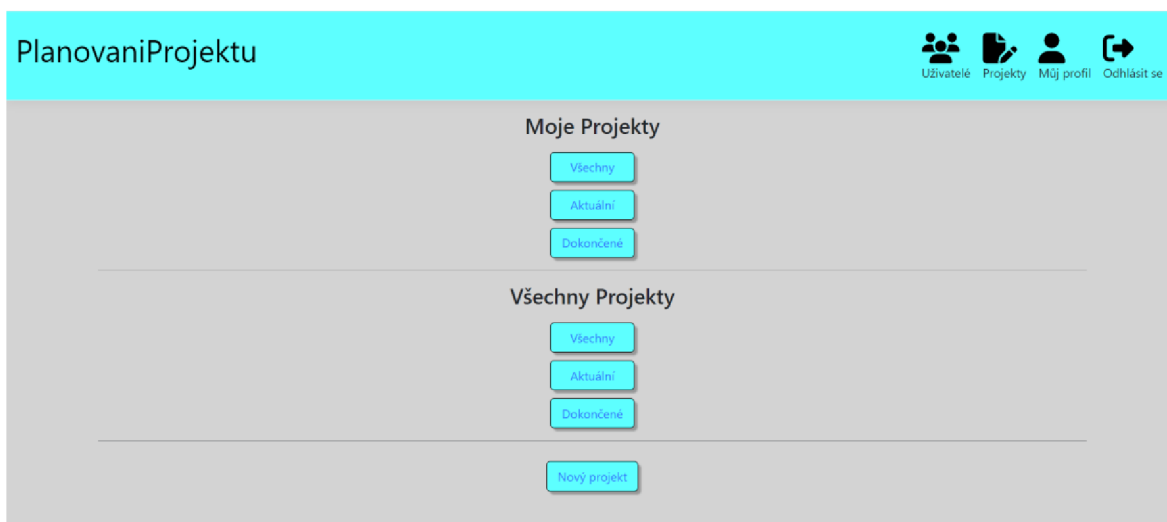 PlanovaniProjektu
Uživatelé Projekty Můj profil Odhlásit se
Moje Projekty
Všechny
Aktuální
Dokončené
Všechny Projekty
Všechny
Aktuální
Dokončené
Nový projekt